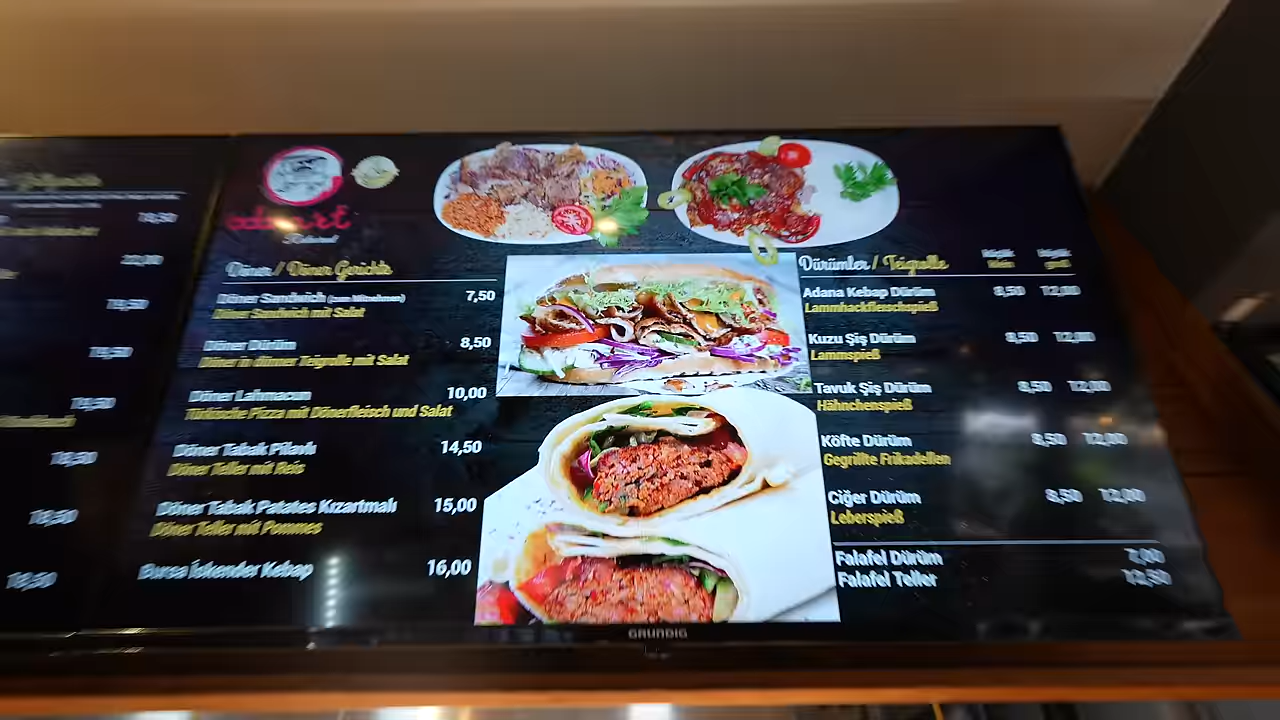 18,50
22,00
18,50
18,50
18,50
18,50
18,50
18,50
Döner / Döner Gerichte
Döner Sandwich (zum Mitnehmen) 7,50
Döner Sandwich mit Salat
Döner Dürüm 8,50
Döner in dünner Teigrolle mit Salat
Döner Lahmacun 10,00
Türkische Pizza mit Dönerfleisch und Salat
Döner Tabak Pilavlı 14,50
Döner Teller mit Reis
Döner Tabak Patates Kızartmalı 15,00
Döner Teller mit Pommes
Bursa İskender Kebap 16,00
Dürümler / Teigrolle
Klein groß
Adana Kebap Dürüm 8,50 12,00
Lammhackfleischspieß
Kuzu Şiş Dürüm 8,50 12,00
Lammspieß
Tavuk Şiş Dürüm 8,50 12,00
Hähnchenspieß
Köfte Dürüm 8,50 12,00
Gegrillte Frikadellen
Ciğer Dürüm 8,50 12,00
Leberspieß
Falafel Dürüm 7,00
Falafel Teller 12,50
GRUNDIG